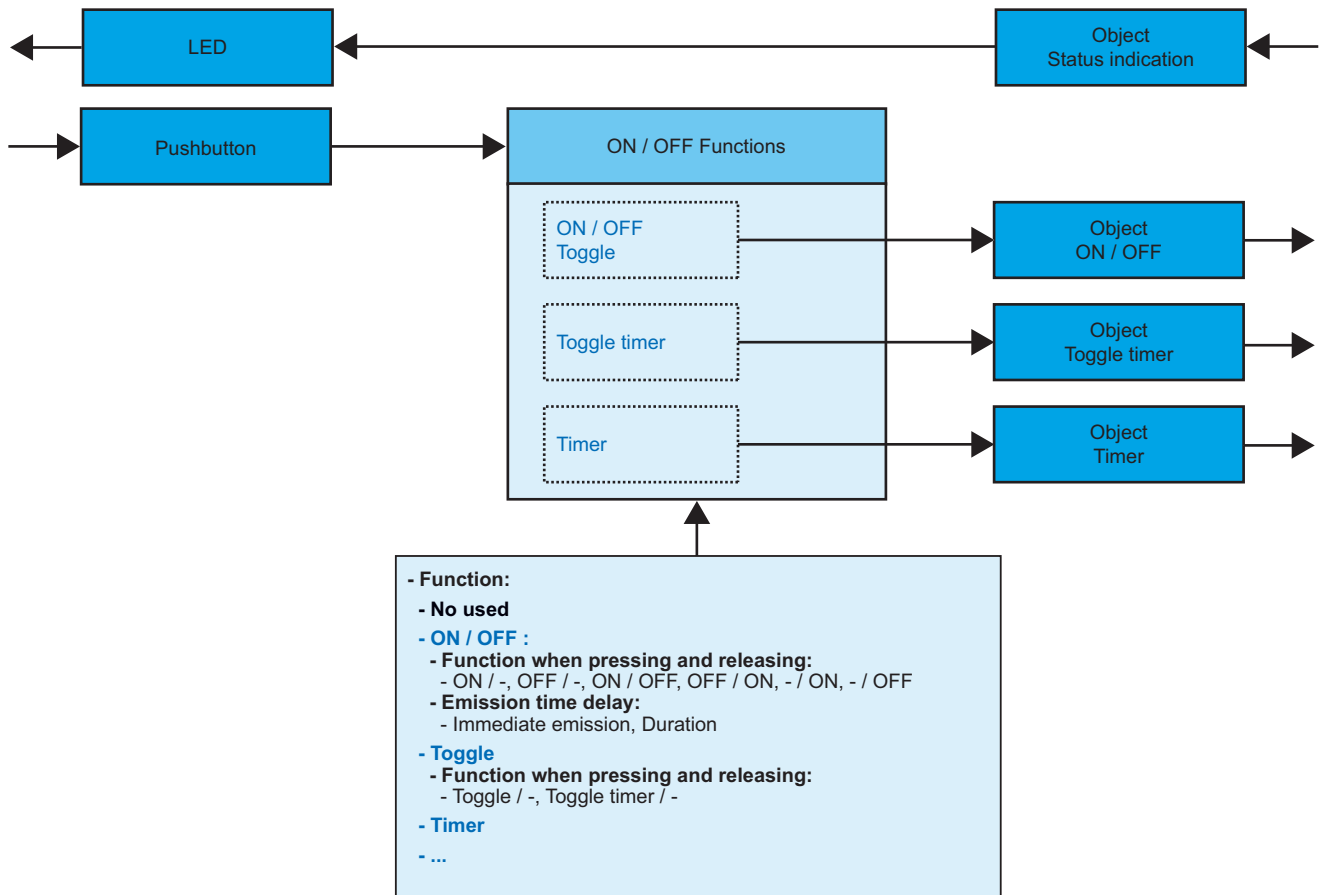 LED
Object
Status indication
Pushbutton
ON / OFF Functions
ON / OFF
Toggle
Object
ON / OFF
Toggle timer
Object
Toggle timer
Timer
Object
Timer
- Function:
- No used
- ON / OFF :
- Function when pressing and releasing:
- ON / -, OFF / -, ON / OFF, OFF / ON, - / ON, - / OFF
- Emission time delay:
- Immediate emission, Duration
- Toggle
- Function when pressing and releasing:
- Toggle / -, Toggle timer / -
- Timer
- ...